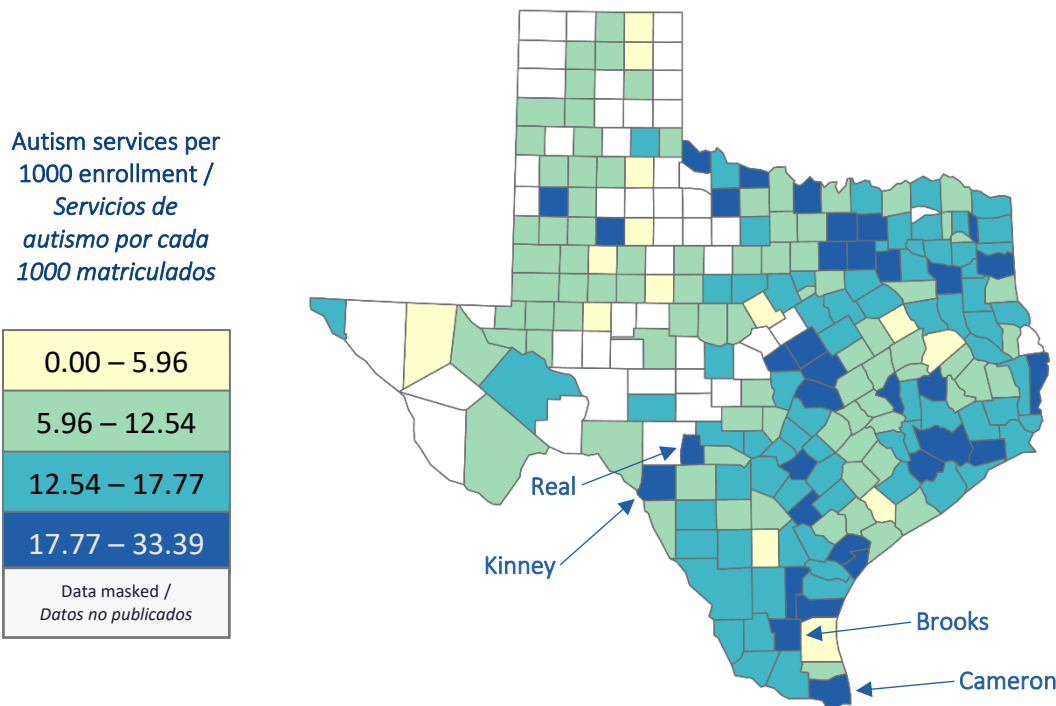 Autism services per
1000 enrollment /
Servicios de
autismo por cada
1000 matriculados
0.00 – 5.96
5.96 – 12.54
12.54 – 17.77
17.77 – 33.39
Data masked /
Datos no publicados
Real
Kinney
Brooks
Cameron